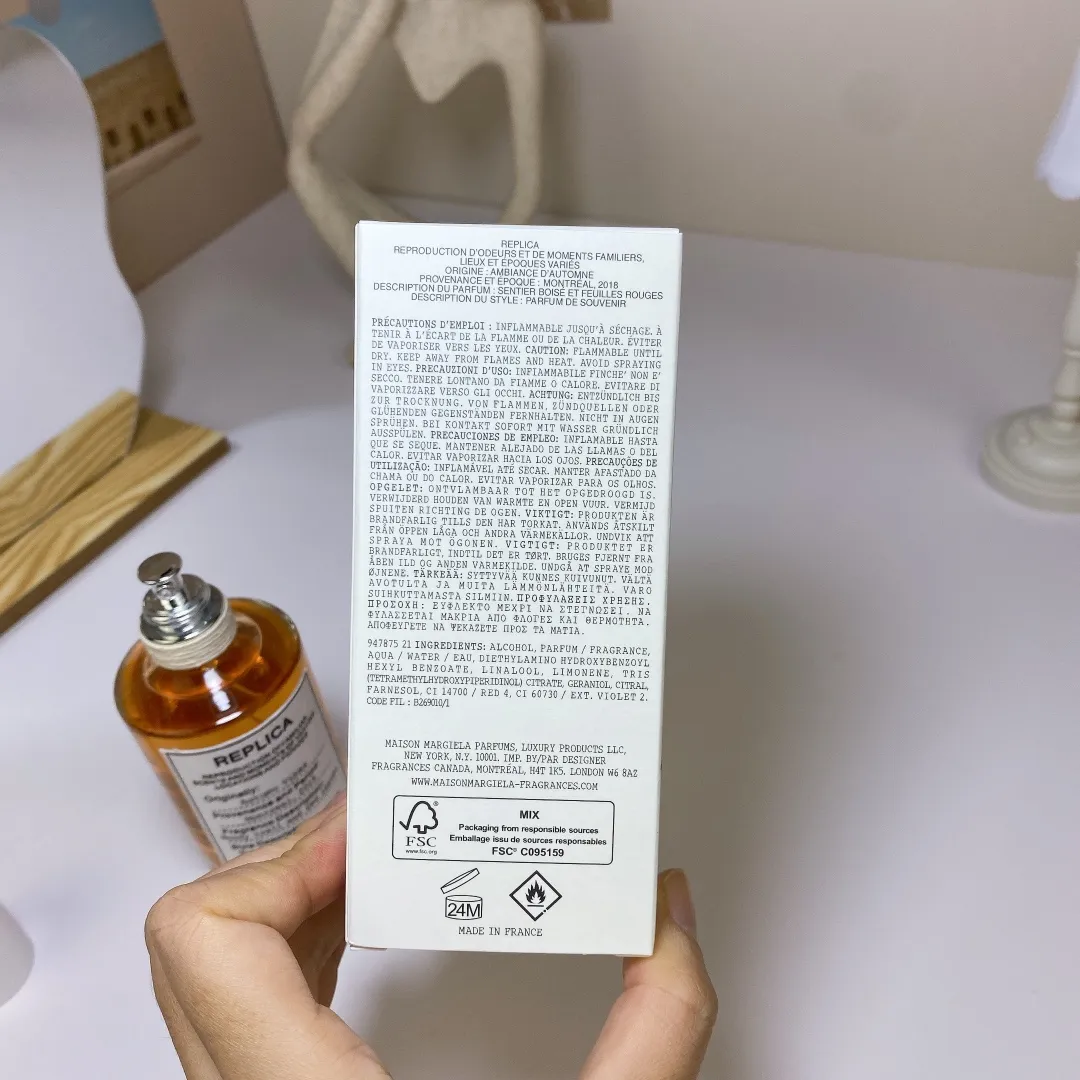 REPLICA
REPRODUCTION D'ODEURS ET DE MOMENTS FAMILIERS,
LIEUX ET ÉPOQUES VARIÉS
ORIGINE : AMBIANCE D'AUTOMNE
PROVENANCE ET ÉPOQUE : MONTRÉAL, 2018
DESCRIPTION DU PARFUM : SENTIER BOISÉ ET FEUILLES ROUGES
DESCRIPTION DU STYLE : PARFUM DE SOUVENIR
PRÉCAUTIONS D'EMPLOI : INFLAMMABLE JUSQU'À SÉCHAGE. À
TENIR À L'ÉCART DE LA FLAMME OU DE LA CHALEUR. ÉVITER
DE VAPORISER VERS LES YEUX. CAUTION: FLAMMABLE UNTIL
DRY. KEEP AWAY FROM FLAMES AND HEAT. AVOID SPRAYING
IN EYES. PRECAUZIONI D'USO: INFIAMMABILE FINCHE' NON E'
SECCO. TENERE LONTANO DA FIAMME O CALORE. EVITARE DI
VAPORIZZARE VERSO GLI OCCHI. ACHTUNG: ENTZÜNDLICH BIS
ZUR TROCKNUNG. VON FLAMMEN, ZÜNDQUELLEN ODER
GLÜHENDEN GEGENSTÄNDEN FERNHALTEN. NICHT IN AUGEN
SPRÜHEN. BEI KONTAKT SOFORT MIT WASSER GRÜNDLICH
AUSSPÜLEN. PRECAUCIONES DE EMPLEO: INFLAMABLE HASTA
QUE SE SEQUE. MANTENER ALEJADO DE LAS LLAMAS O DEL
CALOR. EVITAR VAPORIZAR HACIA LOS OJOS. PRECAUÇÕES DE
UTILIZAÇÃO: INFLAMÁVEL ATÉ SECAR. MANTER AFASTADO DA
CHAMA OU DO CALOR. EVITAR VAPORIZAR PARA OS OLHOS.
OPGELET: ONTVLAMBAAR TOT HET OPGEDROOGD IS.
VERWIJDERD HOUDEN VAN WARMTE EN OPEN VUUR. VERMIJD
SPUITEN RICHTING DE OGEN. VIKTIGT: PRODUKTEN ÄR
BRANDFARLIG TILLS DEN HAR TORKAT. ANVÄNDS ÅTSKILT
FRÅN ÖPPEN LÅGA OCH ANDRA VÄRMEKÄLLOR. UNDVIK ATT
SPRAYA MOT ÖGONEN. VIGTIGT: PRODUKTET ER
BRANDFARLIGT, INDTIL DET ER TØRT. BRUGES FJERNT FRA
ÅBEN ILD OG ANDEN VARMEKILDE. UNDGÅ AT SPRAYE MOD
ØJNENE. TÄRKEÄÄ: SYTTYVÄÄ KUNNES KUIVUNUT. VÄLTÄ
AVOTULTA JA MUITA LÄMMÖNLÄHTEITÄ. VARO
SUIHKUTTAMASTA SILMIIN. ΠΡΟΦΥΛΑΞΕΙΣ ΧΡΗΣΗΣ.
ΠΡΟΣΟΧΗ: ΕΥΦΛΕΚΤΟ ΜΕΧΡΙ ΝΑ ΣΤΕΓΝΩΣΕΙ. ΝΑ
ΦΥΛΑΣΣΕΤΑΙ ΜΑΚΡΙΑ ΑΠΟ ΦΛΟΓΕΣ ΚΑΙ ΘΕΡΜΟΤΗΤΑ.
ΑΠΟΦΕΥΓΕΤΕ ΝΑ ΨΕΚΑΖΕΤΕ ΠΡΟΣ ΤΑ ΜΑΤΙΑ.
947875 21 INGREDIENTS: ALCOHOL, PARFUM / FRAGRANCE,
AQUA / WATER / EAU, DIETHYLAMINO HYDROXYBENZOYL
HEXYL BENZOATE, LINALOOL, LIMONENE, TRIS
(TETRAMETHYLHYDROXYPIPERIDINOL) CITRATE, GERANIOL, CITRAL,
FARNESOL, CI 14700 / RED 4, CI 60730 / EXT. VIOLET 2.
CODE FIL : B269010/1
MAISON MARGIELA PARFUMS, LUXURY PRODUCTS LLC,
NEW YORK, N.Y. 10001. IMP. BY/PAR DESIGNER
FRAGRANCES CANADA, MONTRÉAL, H4T 1K5. LONDON W6 8AZ
WWW.MAISONMARGIELA-FRAGRANCES.COM
FSC
www.fsc.org
MIX
Packaging from responsible sources
Emballage issu de sources responsables
FSC® C095159
24M
MADE IN FRANCE
REPLICA
Originally: